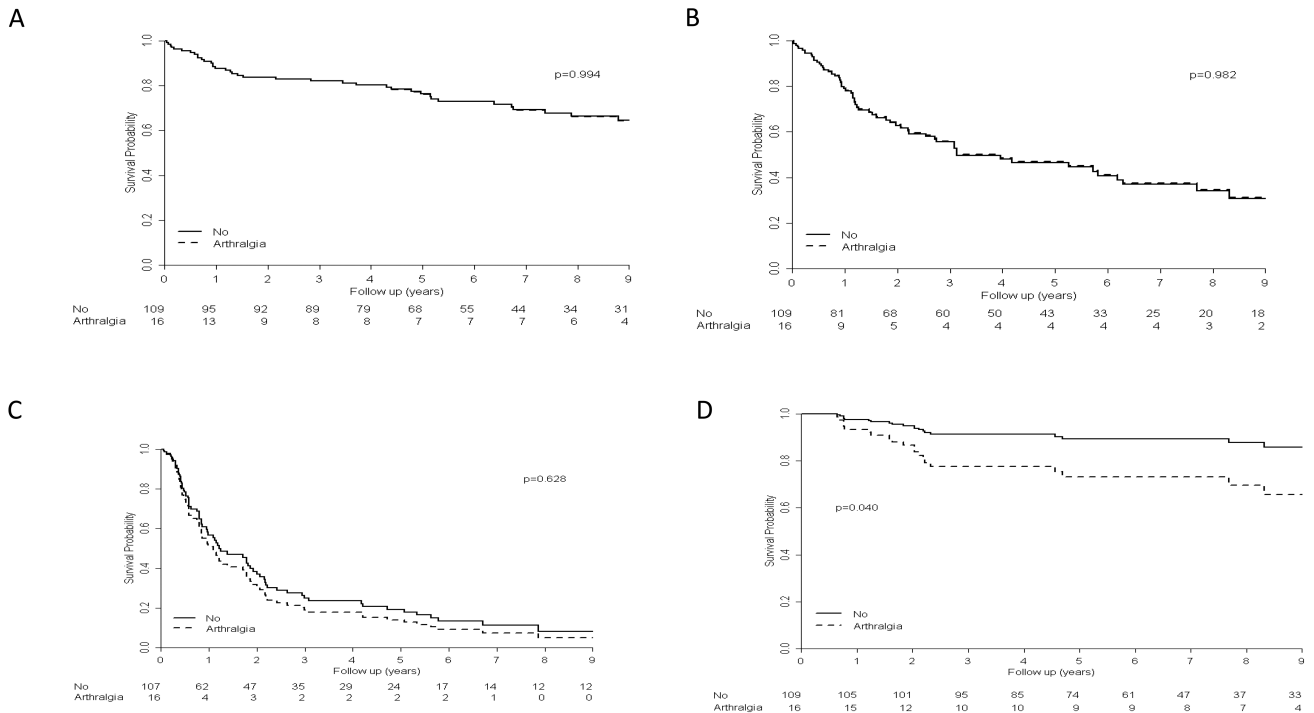 A
Survival Probability
1.0
0.8
0.6
0.4
0.2
0.0
p=0.994
No
Arthralgia
0 1 2 3 4 5 6 7 8 9
Follow up (years)
No 109 95 92 89 79 68 55 44 34 31
Arthralgia 16 13 9 8 8 7 7 7 6 4
B
Survival Probability
1.0
0.8
0.6
0.4
0.2
0.0
p=0.982
No
Arthralgia
0 1 2 3 4 5 6 7 8 9
Follow up (years)
No 109 81 68 60 50 43 33 25 20 18
Arthralgia 16 9 5 4 4 4 4 4 3 2
C
Survival Probability
1.0
0.8
0.6
0.4
0.2
0.0
p=0.628
No
Arthralgia
0 1 2 3 4 5 6 7 8 9
Follow up (years)
No 107 62 47 35 29 24 17 14 12 12
Arthralgia 16 4 3 2 2 2 2 1 0 0
D
Survival Probability
1.0
0.8
0.6
0.4
0.2
0.0
p=0.040
No
Arthralgia
0 1 2 3 4 5 6 7 8 9
Follow up (years)
No 109 105 101 95 85 74 61 47 37 33
Arthralgia 16 15 12 10 10 9 9 8 7 4